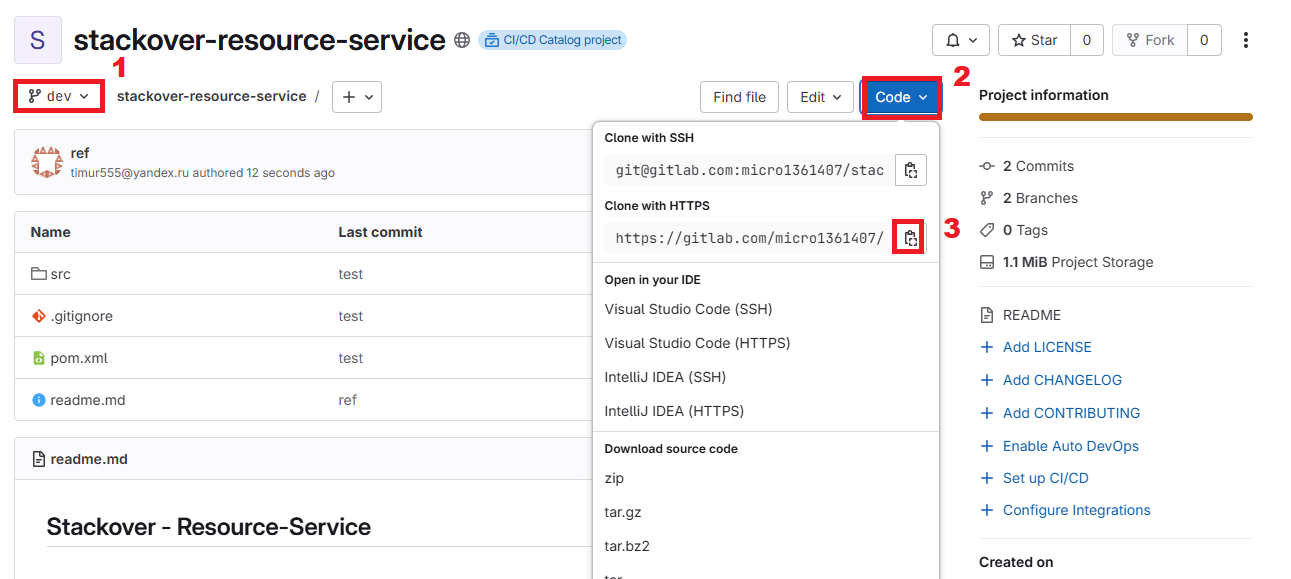 S stackover-resource-service CI/CD Catalog project Star 0 Fork 0
1
dev stackover-resource-service / + Find file Edit Code 2
Project information
Clone with SSH
ref
git@gitlab.com:micro1361407/stac
2 Commits
timur555@yandex.ru authored 12 seconds ago
2 Branches
Clone with HTTPS
Name Last commit
https://gitlab.com/micro1361407/ 3
0 Tags
1.1 MiB Project Storage
src test
Open in your IDE
Visual Studio Code (SSH)
.gitignore test
README
Visual Studio Code (HTTPS)
+ Add LICENSE
pom.xml test
IntelliJ IDEA (SSH)
+ Add CHANGELOG
readme.md ref
IntelliJ IDEA (HTTPS)
+ Add CONTRIBUTING
+ Enable Auto DevOps
Download source code
readme.md
zip
+ Set up CI/CD
tar.gz
+ Configure Integrations
Stackover - Resource-Service
tar.bz2
Created on
tar